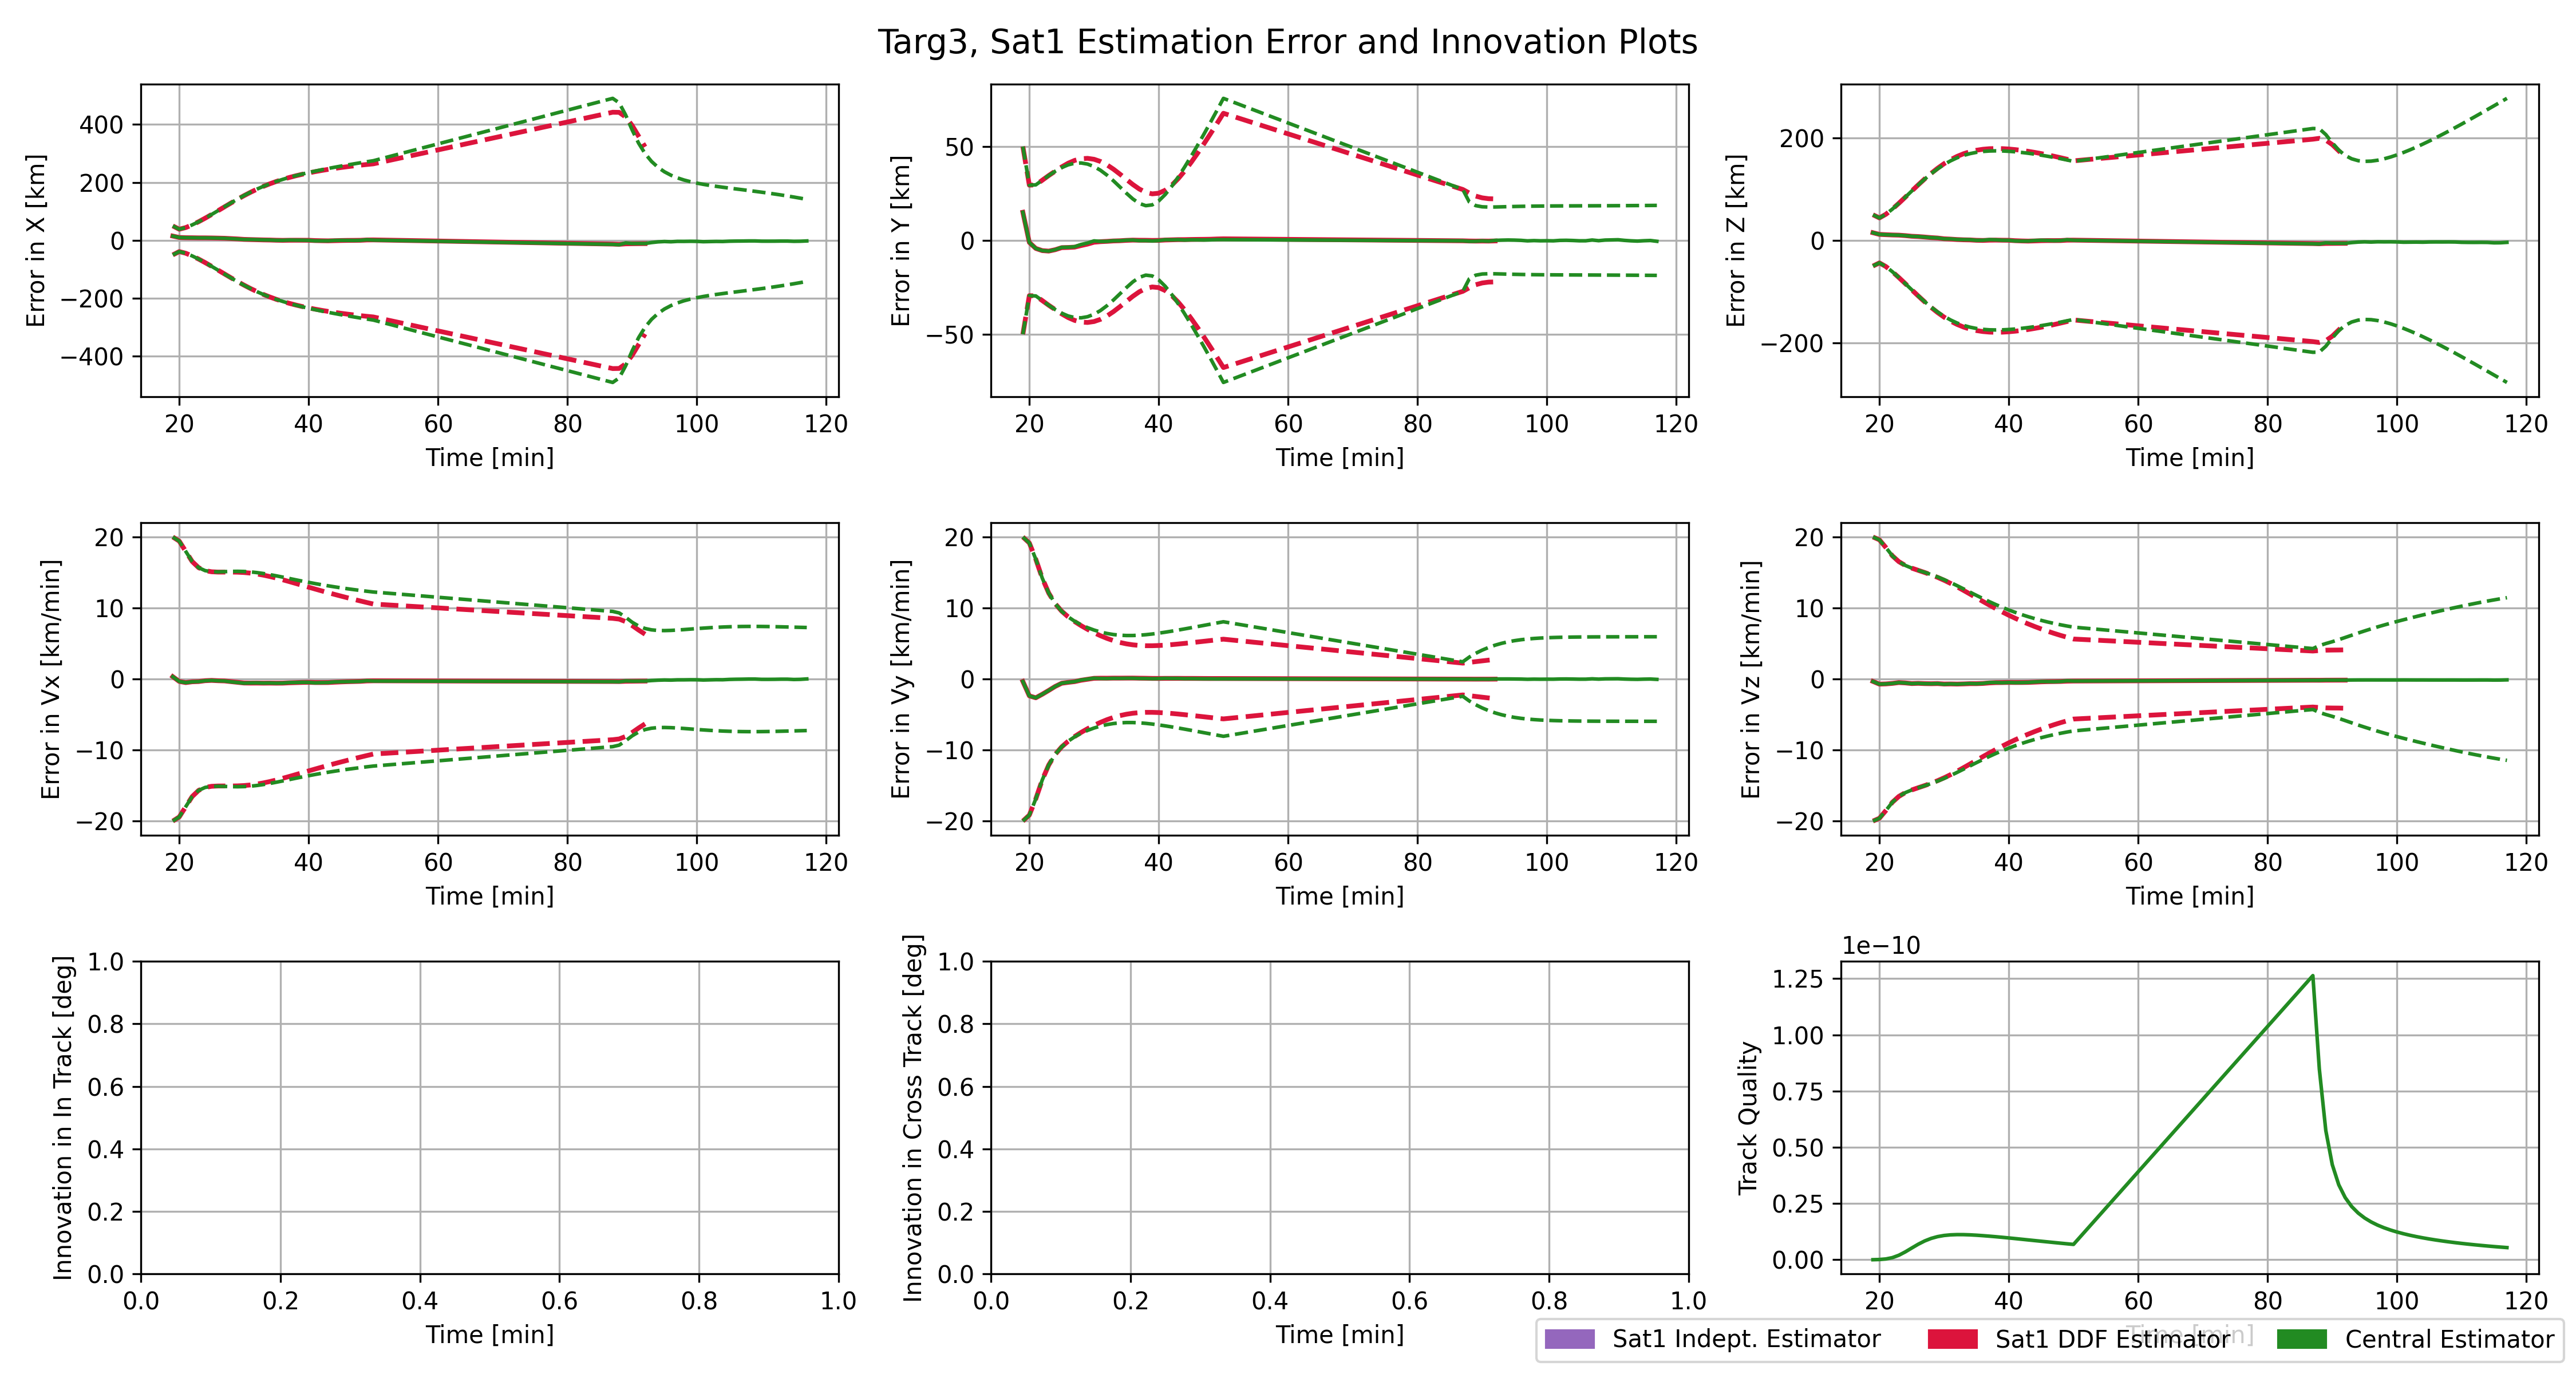 Targ3, Sat1 Estimation Error and Innovation Plots
Error in X [km]
400
200
0
−200
−400
20 40 60 80 100 120
Time [min]
Error in Y [km]
50
0
−50
20 40 60 80 100 120
Time [min]
Error in Z [km]
200
0
−200
20 40 60 80 100 120
Time [min]
Error in Vx [km/min]
20
10
0
−10
−20
20 40 60 80 100 120
Time [min]
Error in Vy [km/min]
20
10
0
−10
−20
20 40 60 80 100 120
Time [min]
Error in Vz [km/min]
20
10
0
−10
−20
20 40 60 80 100 120
Time [min]
Innovation in In Track [deg]
1.0
0.8
0.6
0.4
0.2
0.0
0.0 0.2 0.4 0.6 0.8 1.0
Time [min]
Innovation in Cross Track [deg]
1.0
0.8
0.6
0.4
0.2
0.0
0.0 0.2 0.4 0.6 0.8 1.0
Time [min]
1e−10
Track Quality
1.25
1.00
0.75
0.50
0.25
0.00
20 40 60 80 100 120
Time [min]
Sat1 Indept. Estimator
Sat1 DDF Estimator
Central Estimator